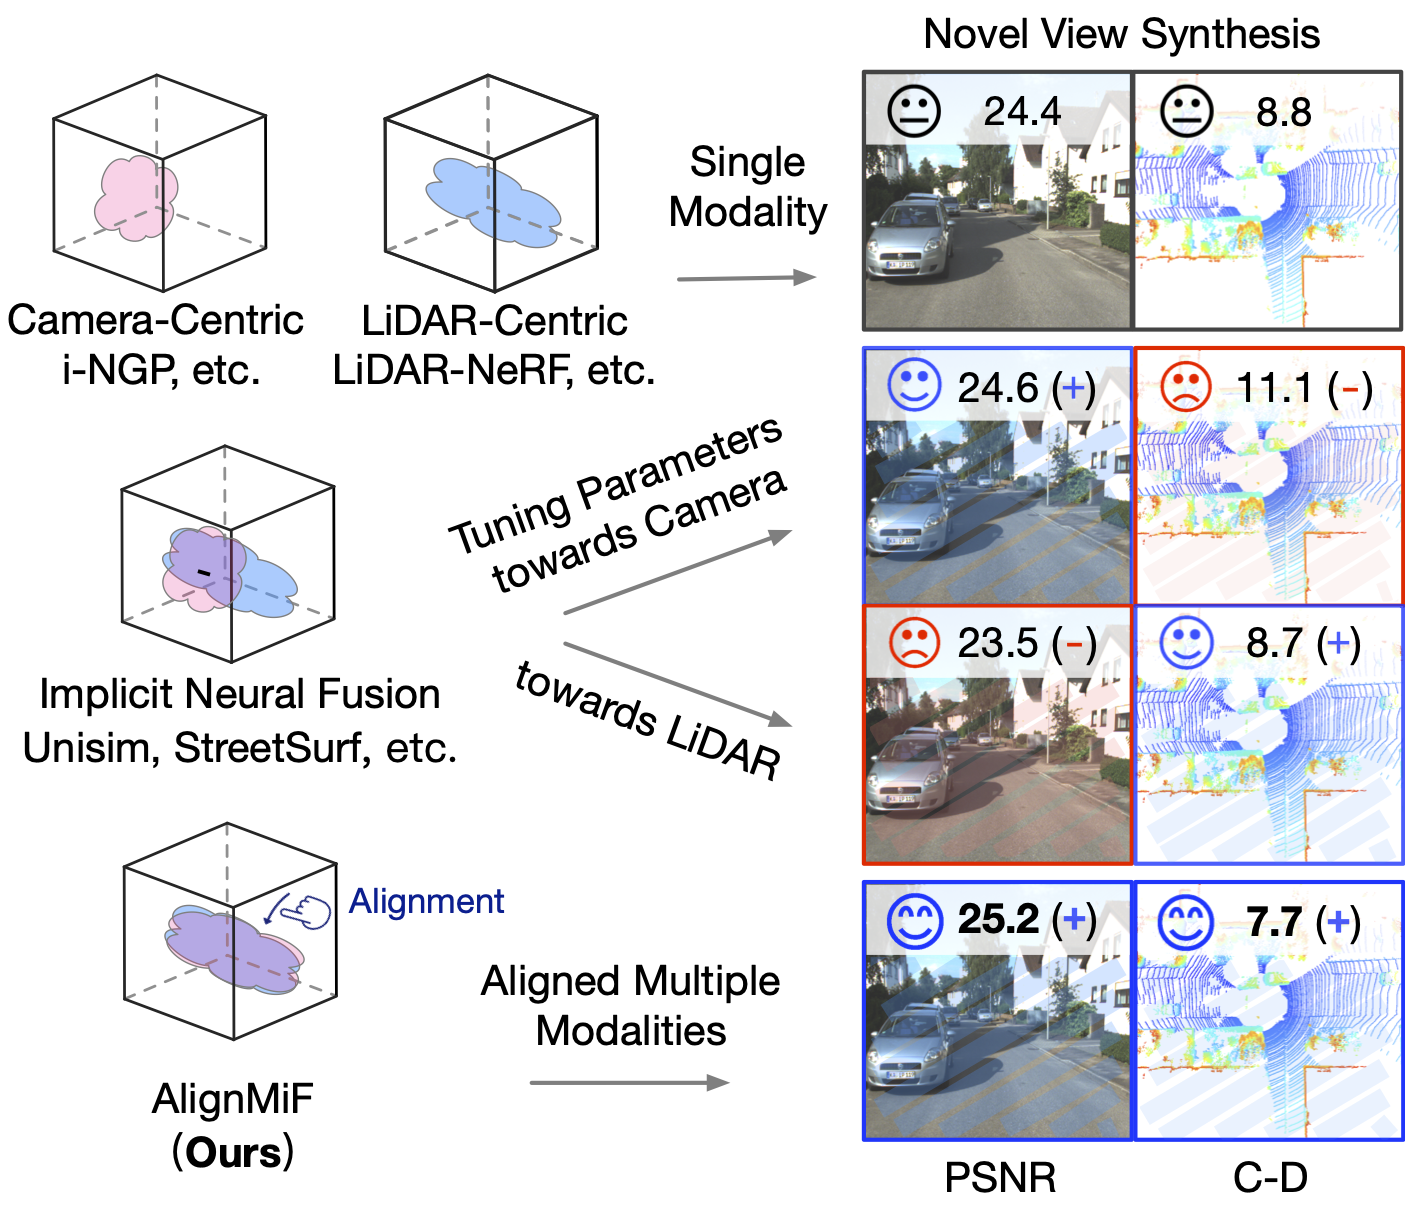 Novel View Synthesis
Camera-Centric
i-NGP, etc.
LiDAR-Centric
LiDAR-NeRF, etc.
Single
Modality
24.4
8.8
Implicit Neural Fusion
Unisim, StreetSurf, etc.
Tuning Parameters
towards Camera
24.6 (+)
11.1 (-)
towards LiDAR
23.5 (-)
8.7 (+)
Alignment
AlignMiF
(Ours)
Aligned Multiple
Modalities
25.2 (+)
7.7 (+)
PSNR
C-D